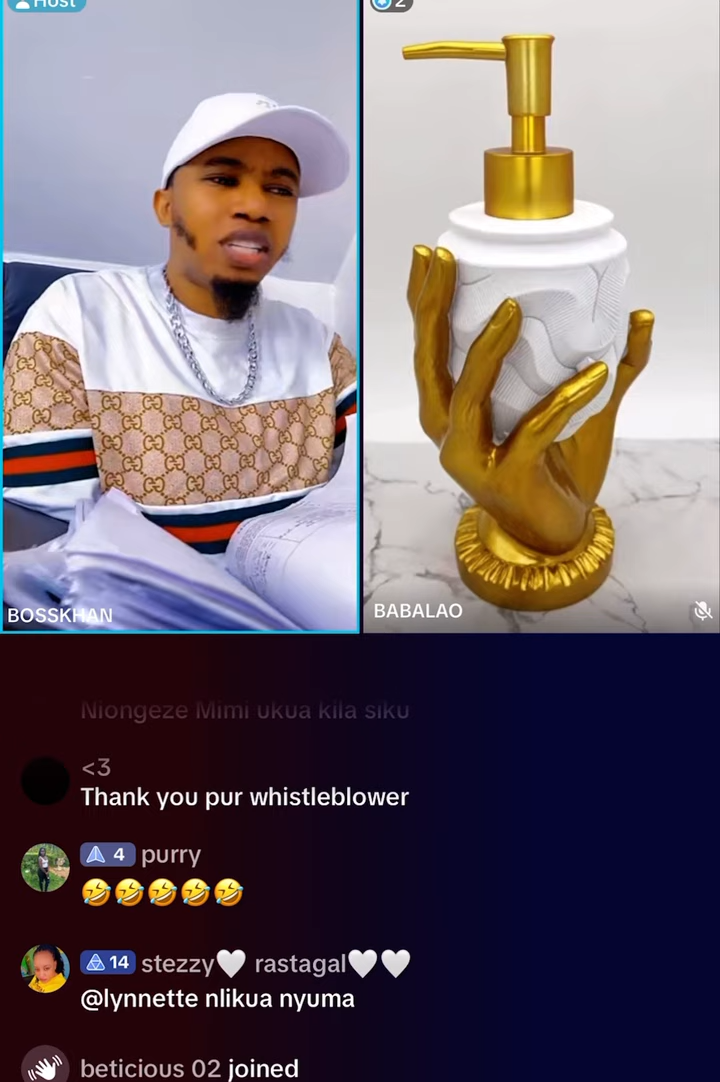 Host
2
BOSSKHAN
BABALAO
Niongeze Mimi ukua kila siku
<3
Thank you pur whistleblower
4 purry
🤣🤣🤣🤣🤣
14 stezzy🤍 rastagal🤍🤍
@lynnette nlikua nyuma
beticious 02 joined